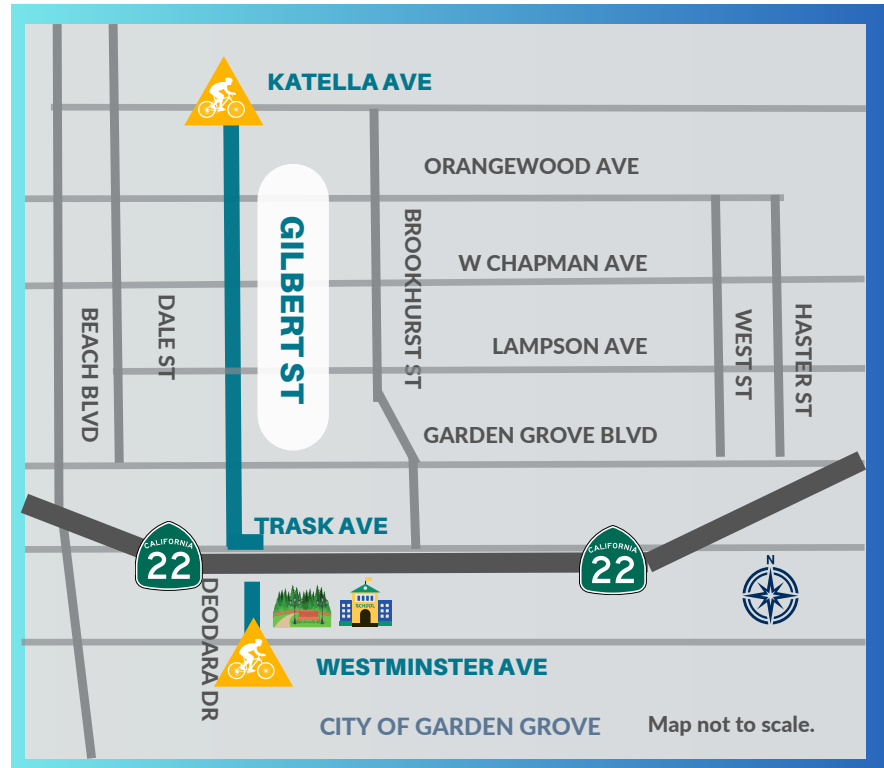 KATELLA AVE
ORANGEWOOD AVE
GILBERT ST
BROOKHURST ST
W CHAPMAN AVE
DALE ST
BEACH BLVD
LAMPSON AVE
WEST ST
HASTER ST
GARDEN GROVE BLVD
TRASK AVE
CALIFORNIA
22
CALIFORNIA
22
N
DEODARA DR
SCHOOL
WESTMINSTER AVE
CITY OF GARDEN GROVE
Map not to scale.